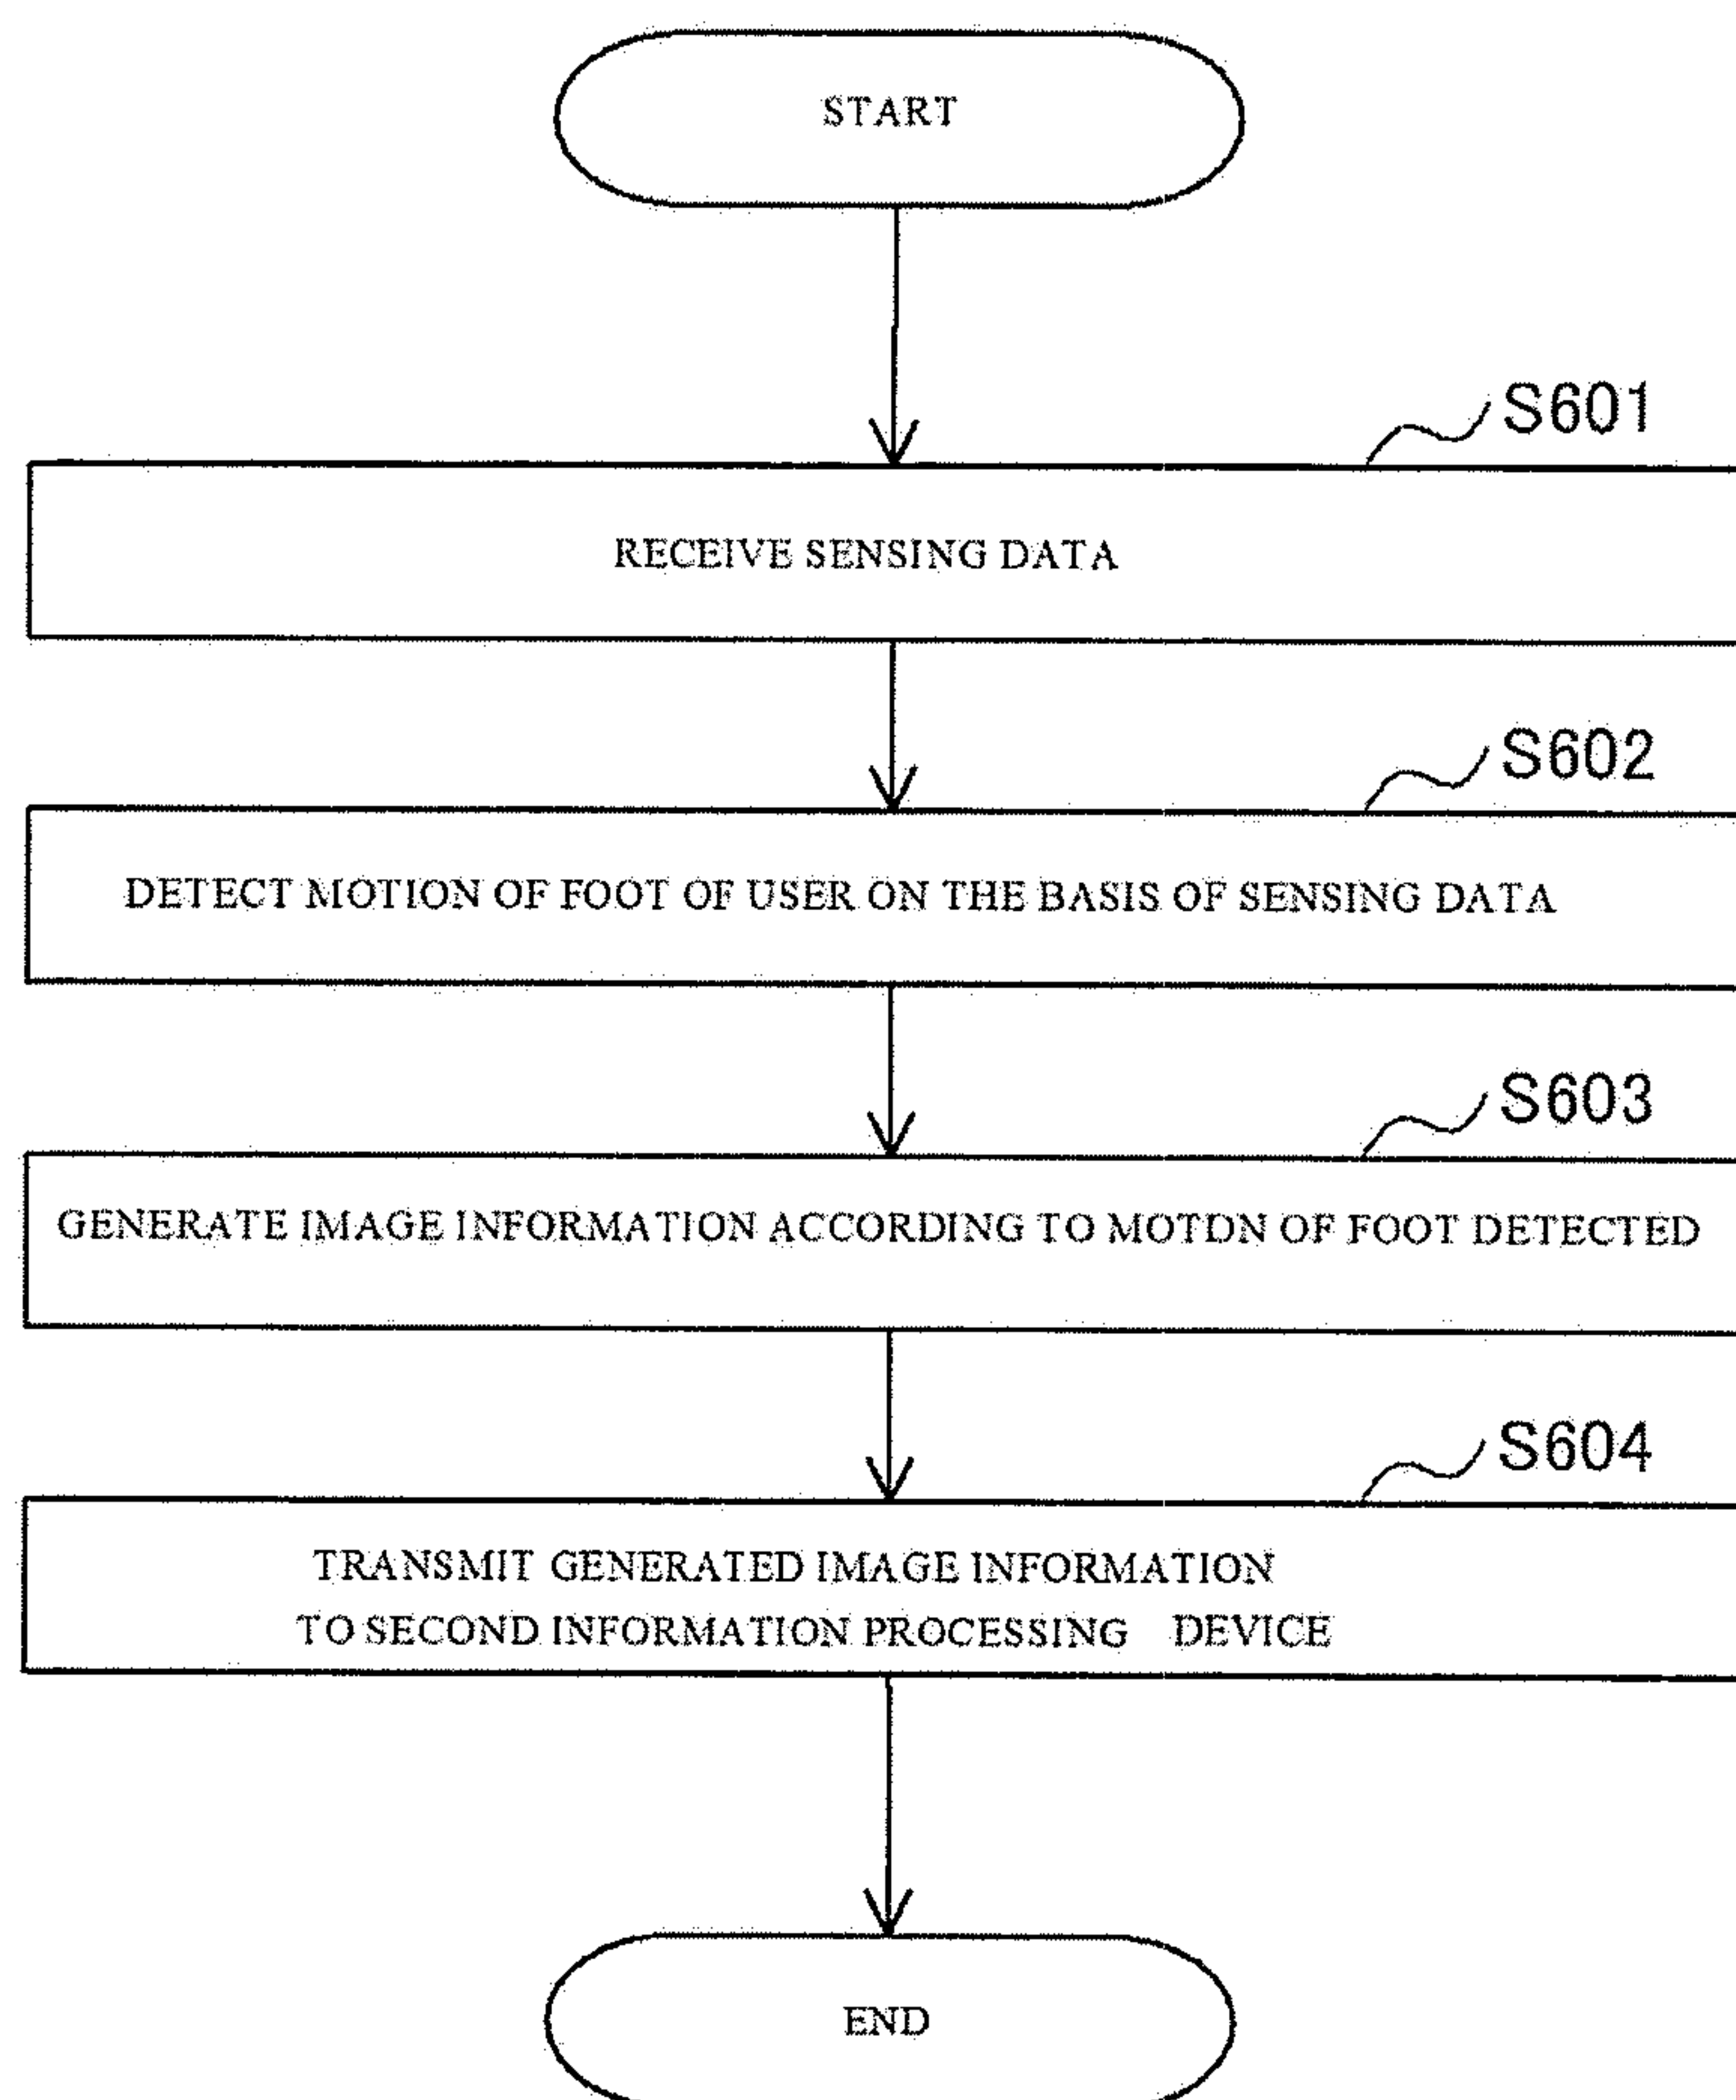 START
S601
RECEIVE SENSING DATA
S602
DETECT MOTION OF FOOT OF USER ON THE BASIS OF SENSING DATA
S603
GENERATE IMAGE INFORMATION ACCORDING TO MOTDN OF FOOT DETECTED
S604
TRANSMIT GENERATED IMAGE INFORMATION
TO SECOND INFORMATION PROCESSING DEVICE
END